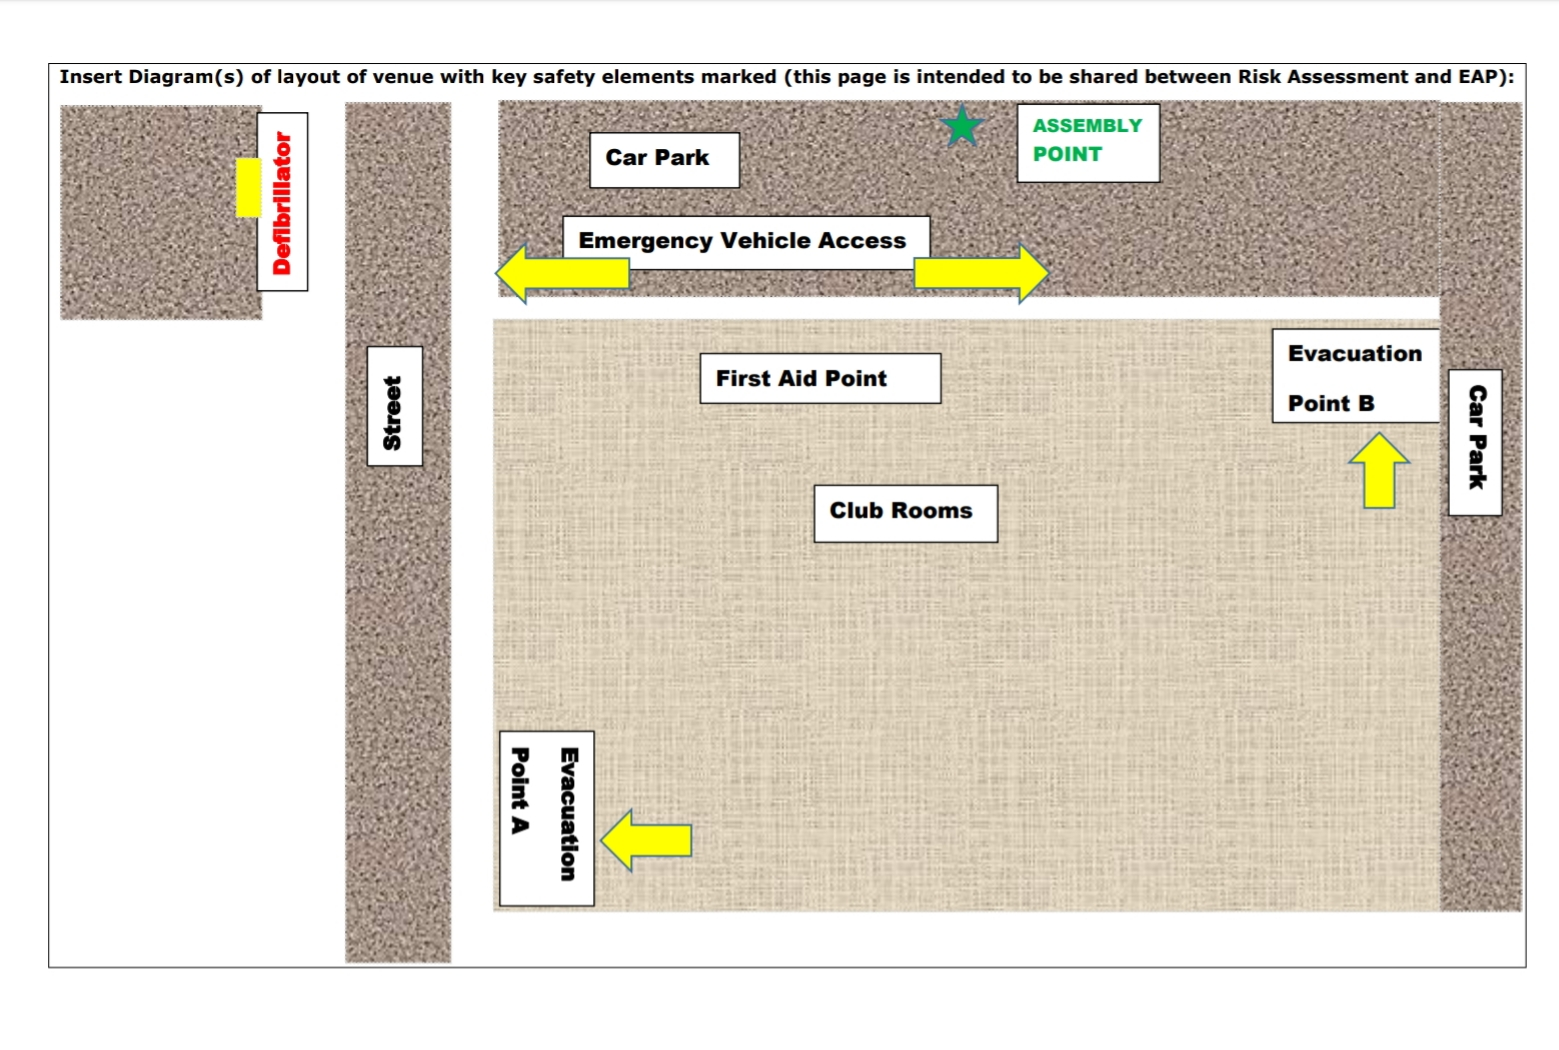 Insert Diagram(s) of layout of venue with key safety elements marked (this page is intended to be shared between Risk Assessment and EAP):
Defibrillator
Car Park
ASSEMBLY
POINT
Emergency Vehicle Access
Street
First Aid Point
Evacuation
Point B
Car Park
Club Rooms
Evacuation
Point A